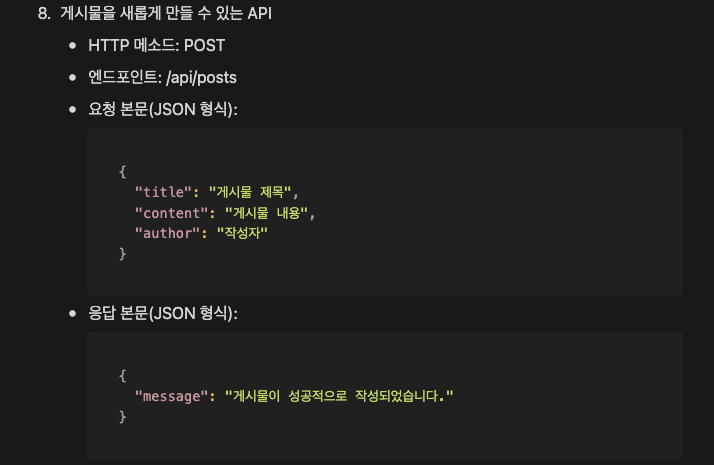 8. 게시물을 새롭게 만들 수 있는 API
• HTTP 메소드: POST
• 엔드포인트: /api/posts
• 요청 본문(JSON 형식):
{
"title": "게시물 제목",
"content": "게시물 내용",
"author": "작성자"
}
• 응답 본문(JSON 형식):
{
"message": "게시물이 성공적으로 작성되었습니다."
}